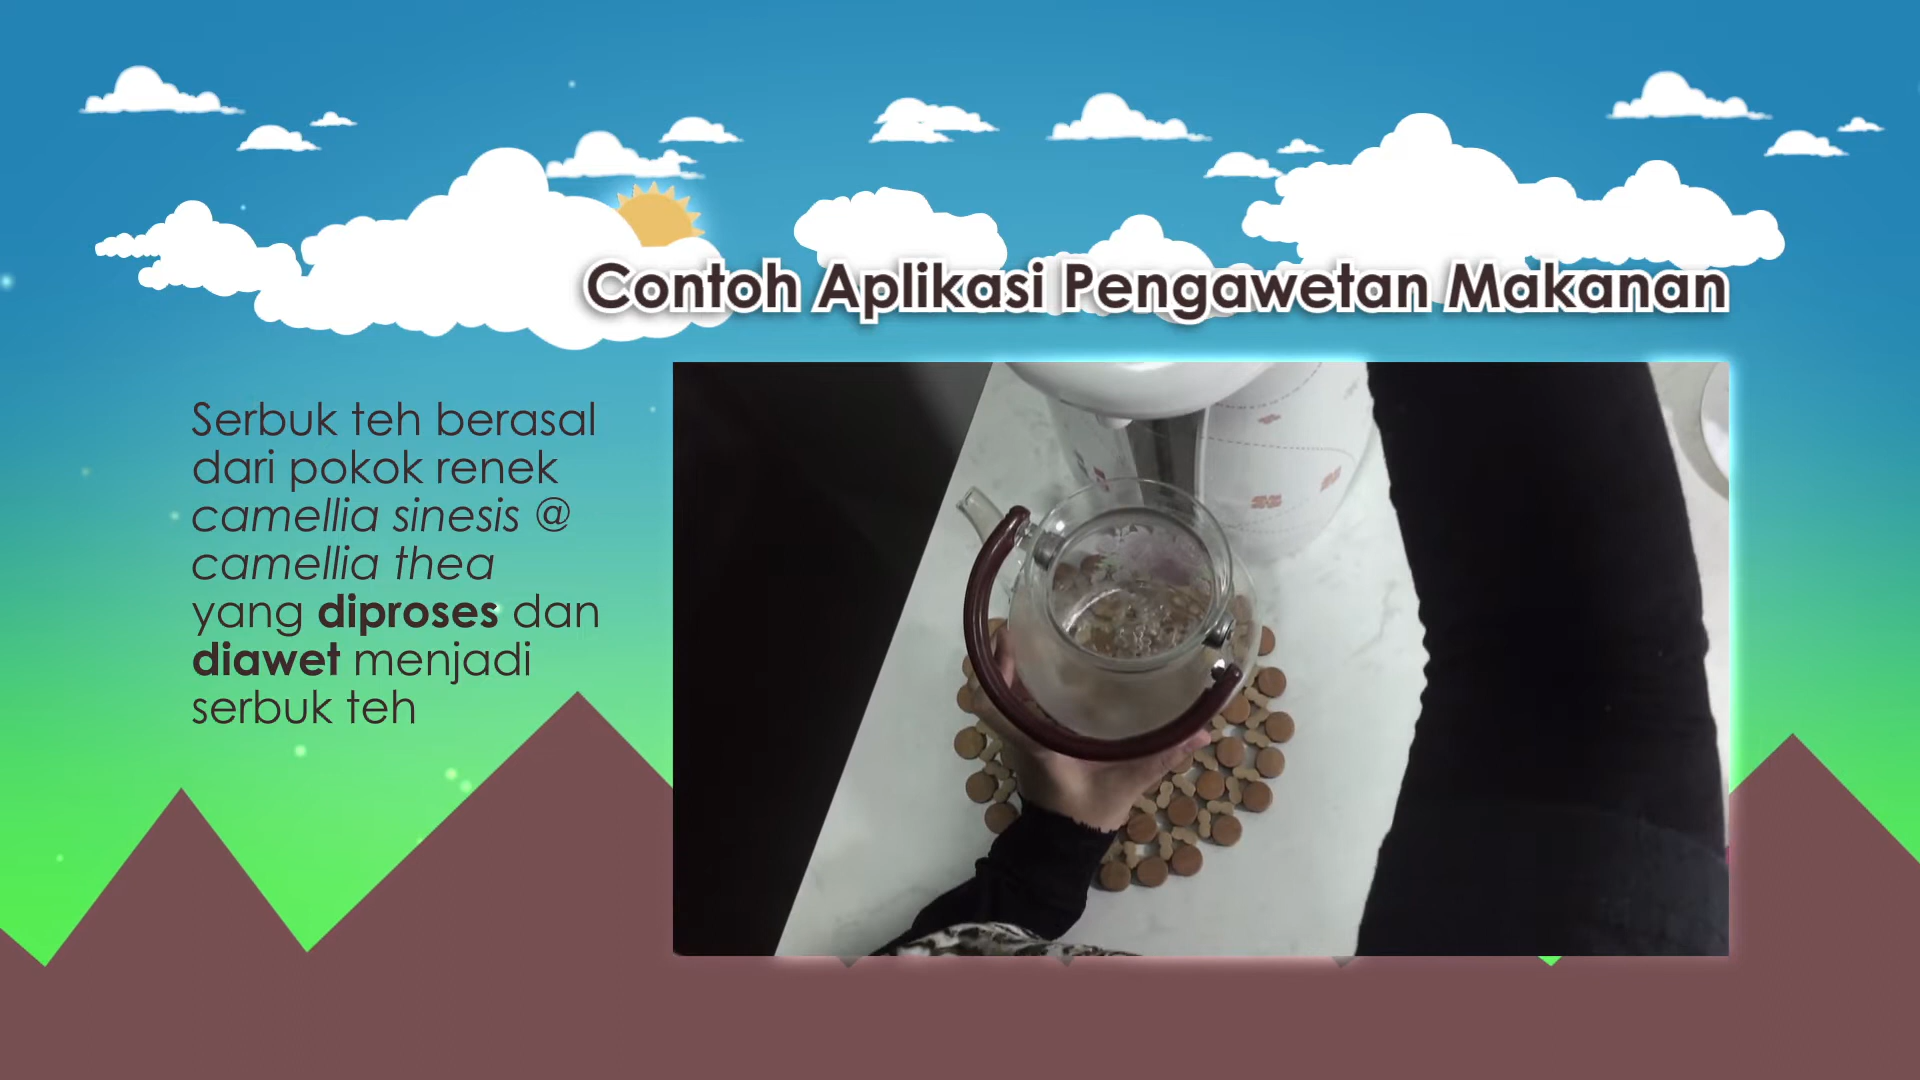 Contoh Aplikasi Pengawetan Makanan
Serbuk teh berasal
dari pokok renek
camellia sinesis @
camellia thea
yang diproses dan
diawet menjadi
serbuk teh